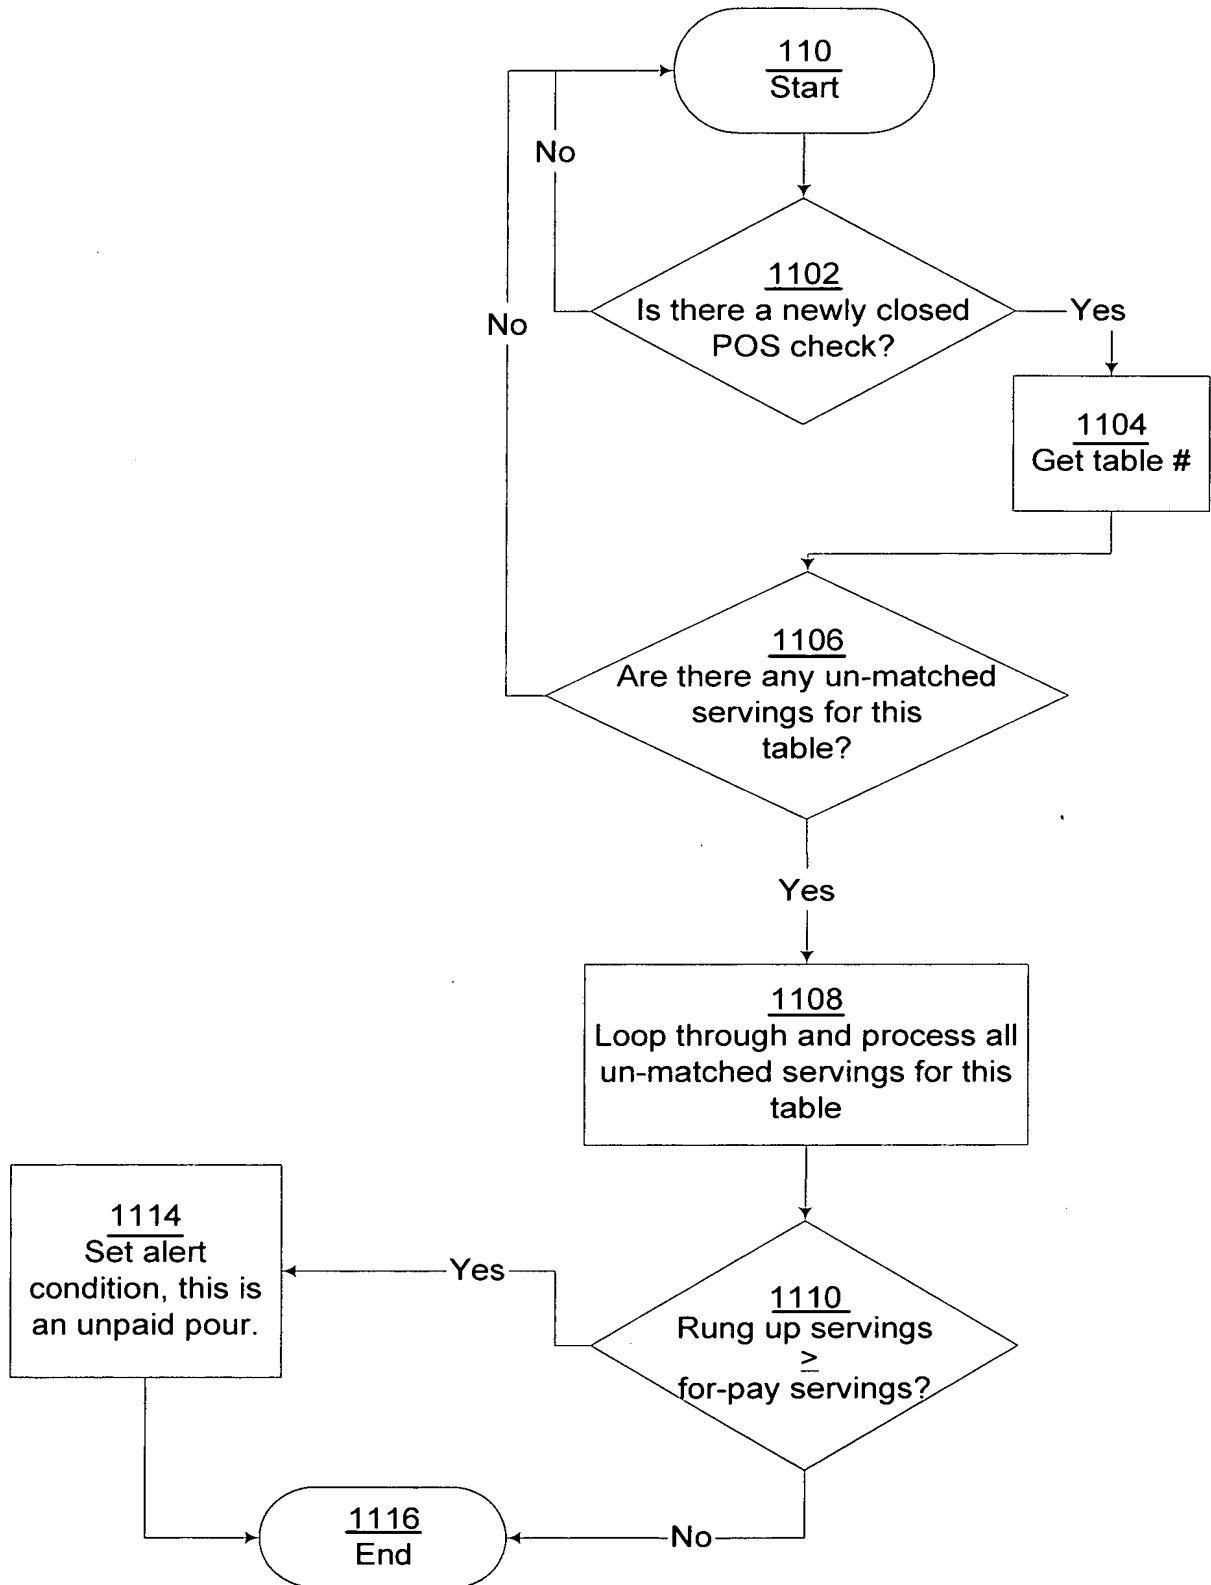 110
Start
No
1102
Is there a newly closed
POS check?
Yes
No
1104
Get table #
1106
Are there any un-matched
servings for this
table?
Yes
1108
Loop through and process all
un-matched servings for this
table
1114
Set alert
condition, this is
an unpaid pour.
Yes
1110
Rung up servings
≥
for-pay servings?
1116
End
No